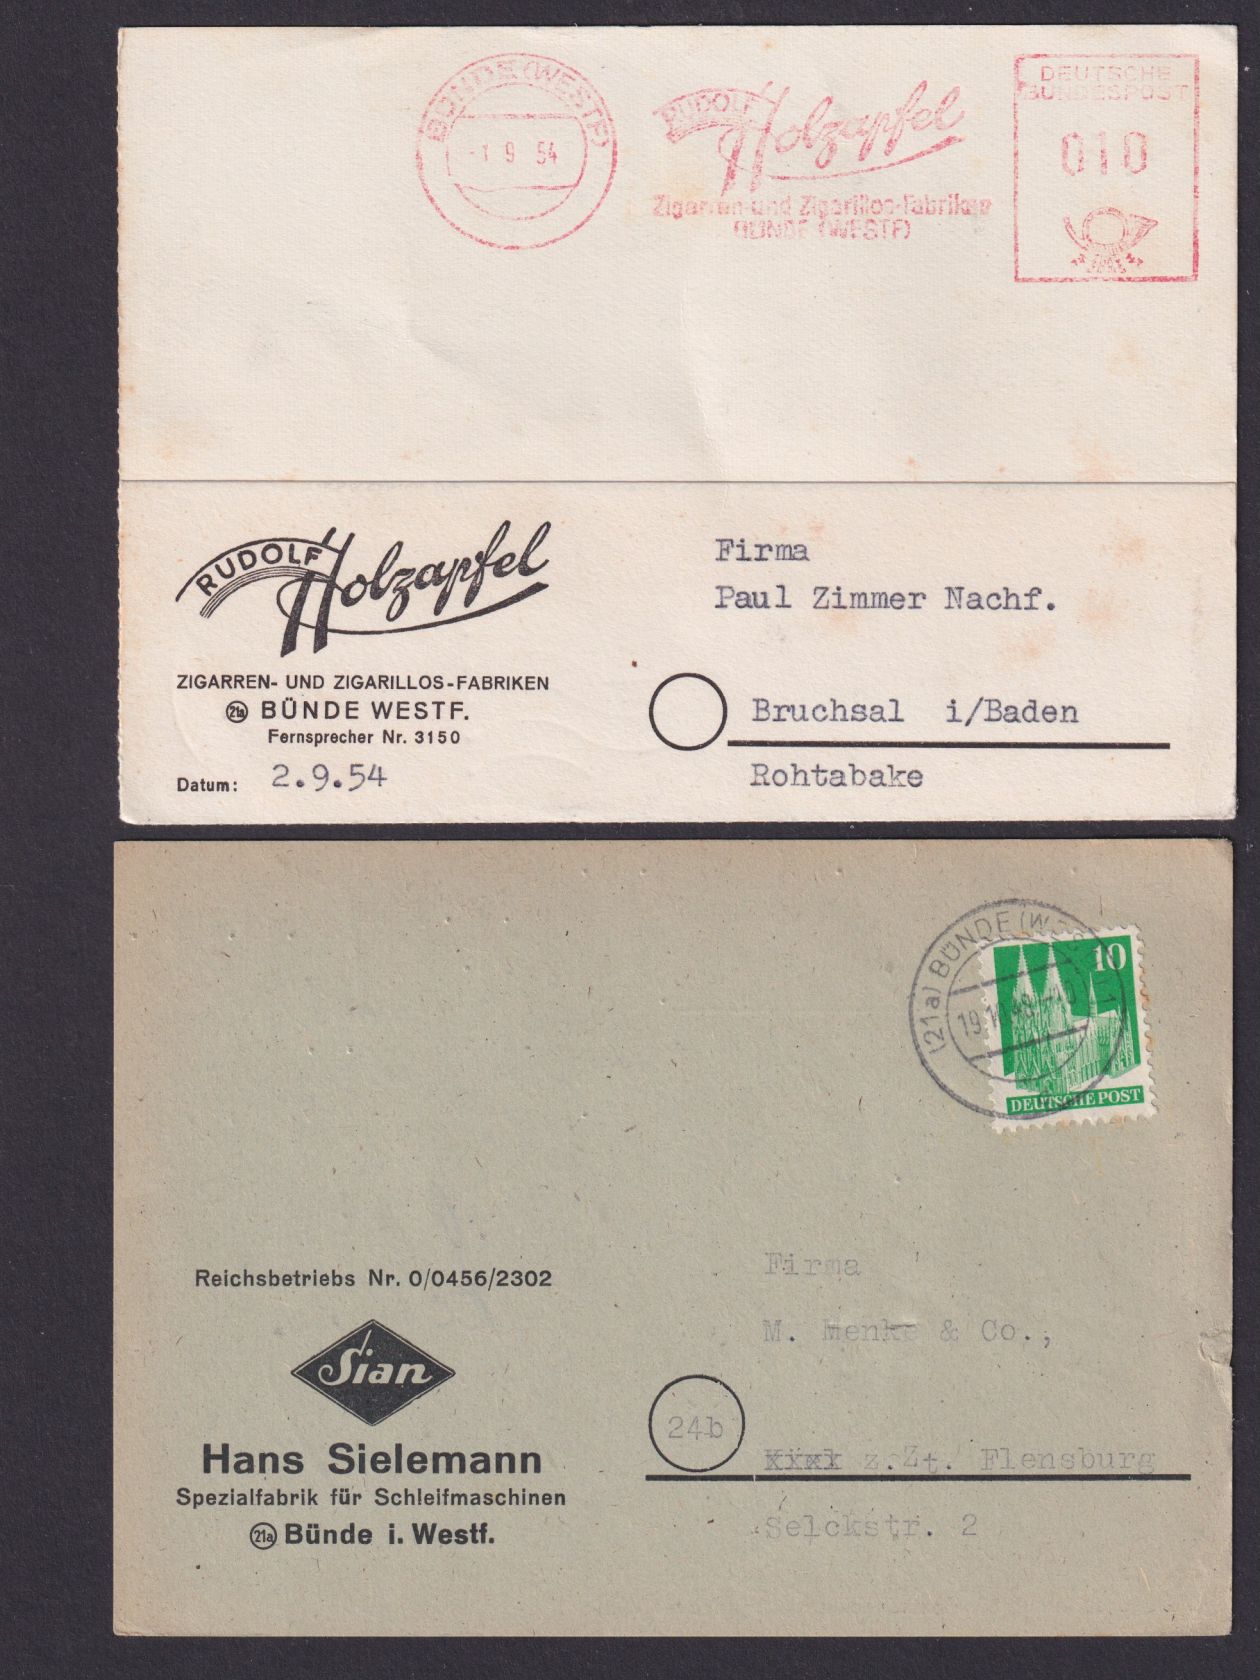 BÜNDE (WESTF)
-1 9 54
RUDOLF Holzapfel
Zigarren- und Zigarillos-Fabriken
BÜNDE (WESTF)
DEUTSCHE
BUNDESPOST
010
RUDOLF Holzapfel
ZIGARREN- UND ZIGARILLOS-FABRIKEN
21a BÜNDE WESTF.
Fernsprecher Nr. 3150
Datum: 2.9.54
Firma
Paul Zimmer Nachf.
Bruchsal i/Baden
Rohtabake
(21a) BÜNDE
10
DEUTSCHE POST
Reichsbetriebs Nr. 0/0456/2302
Sian
Hans Sielemann
Spezialfabrik für Schleifmaschinen
21a Bünde i. Westf.
Firma
M. Menke & Co.,
24b
z.Zt. Flensburg
Selckstr. 2